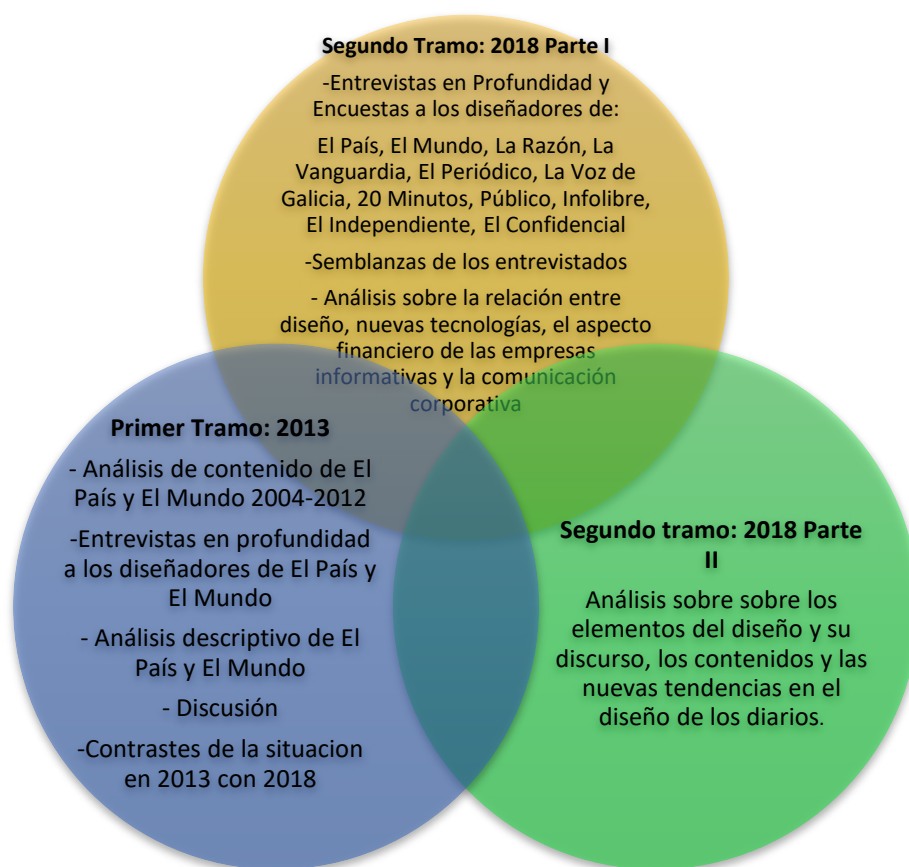 Segundo Tramo: 2018 Parte I
-Entrevistas en Profundidad y
Encuestas a los diseñadores de:
El País, El Mundo, La Razón, La
Vanguardia, El Periódico, La Voz de
Galicia, 20 Minutos, Público, Infolibre,
El Independiente, El Confidencial
-Semblanzas de los entrevistados
- Análisis sobre la relación entre
diseño, nuevas tecnologías, el aspecto
financiero de las empresas
informativas y la comunicación
corporativa
Primer Tramo: 2013
- Análisis de contenido de El
País y El Mundo 2004-2012
-Entrevistas en profundidad
a los diseñadores de El País y
El Mundo
- Análisis descriptivo de El
País y El Mundo
- Discusión
-Contrastes de la situacion
en 2013 con 2018
Segundo tramo: 2018 Parte
II
Análisis sobre sobre los
elementos del diseño y su
discurso, los contenidos y las
nuevas tendencias en el
diseño de los diarios.